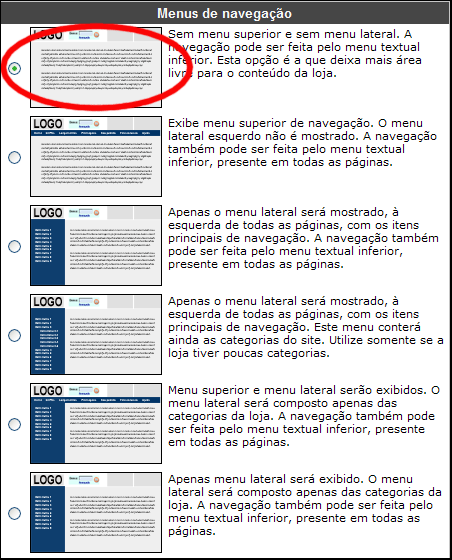 Menus de navegação
LOGO
Sem menu superior e sem menu lateral. A
navegação pode ser feita pelo menu textual
inferior. Esta opção é a que deixa mais área
livre para o conteúdo da loja.
LOGO
Exibe menu superior de navegação. O menu
lateral esquerdo não é mostrado. A navegação
também pode ser feita pelo menu textual
inferior, presente em todas as páginas.
LOGO
Apenas o menu lateral será mostrado, à
esquerda de todas as páginas, com os itens
principais de navegação. A navegação também
pode ser feita pelo menu textual inferior,
presente em todas as páginas.
LOGO
Apenas o menu lateral será mostrado, à
esquerda de todas as páginas, com os itens
principais de navegação. Este menu conterá
ainda as categorias do site. Utilize somente se a
loja tiver poucas categorias.
LOGO
Menu superior e menu lateral serão exibidos. O
menu lateral será composto apenas das
categorias da loja. A navegação também pode
ser feita pelo menu textual inferior, presente
em todas as páginas.
LOGO
Apenas menu lateral será exibido. O menu
lateral será composto apenas das categorias da
loja. A navegação também pode ser feita pelo
menu textual inferior, presente em todas as
páginas.